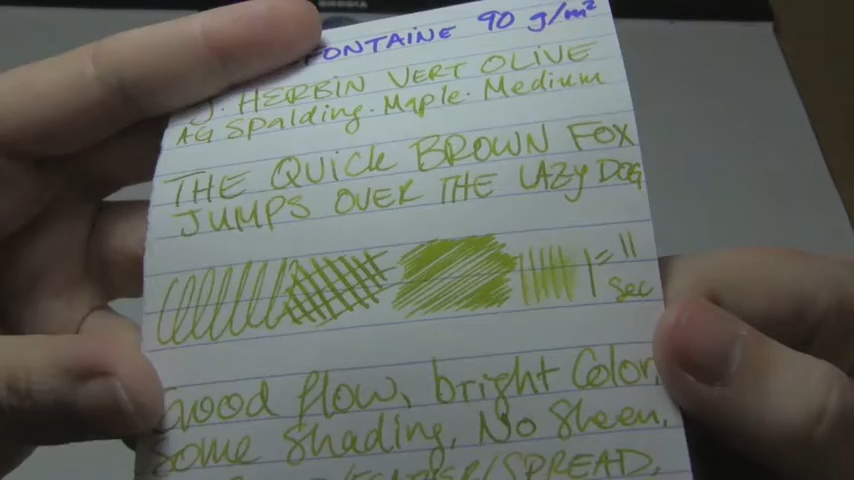 FONTAINE 90 g/m²
J. HERBIN VERT OLIVE
AG Spalding. Maple. Medium
THE QUICK BROWN FOX
JUMPS OVER THE LAZY DOG
1 = 11
sec
Good flow, bright Color,
some shading, No Sheen,
/SPREAD,